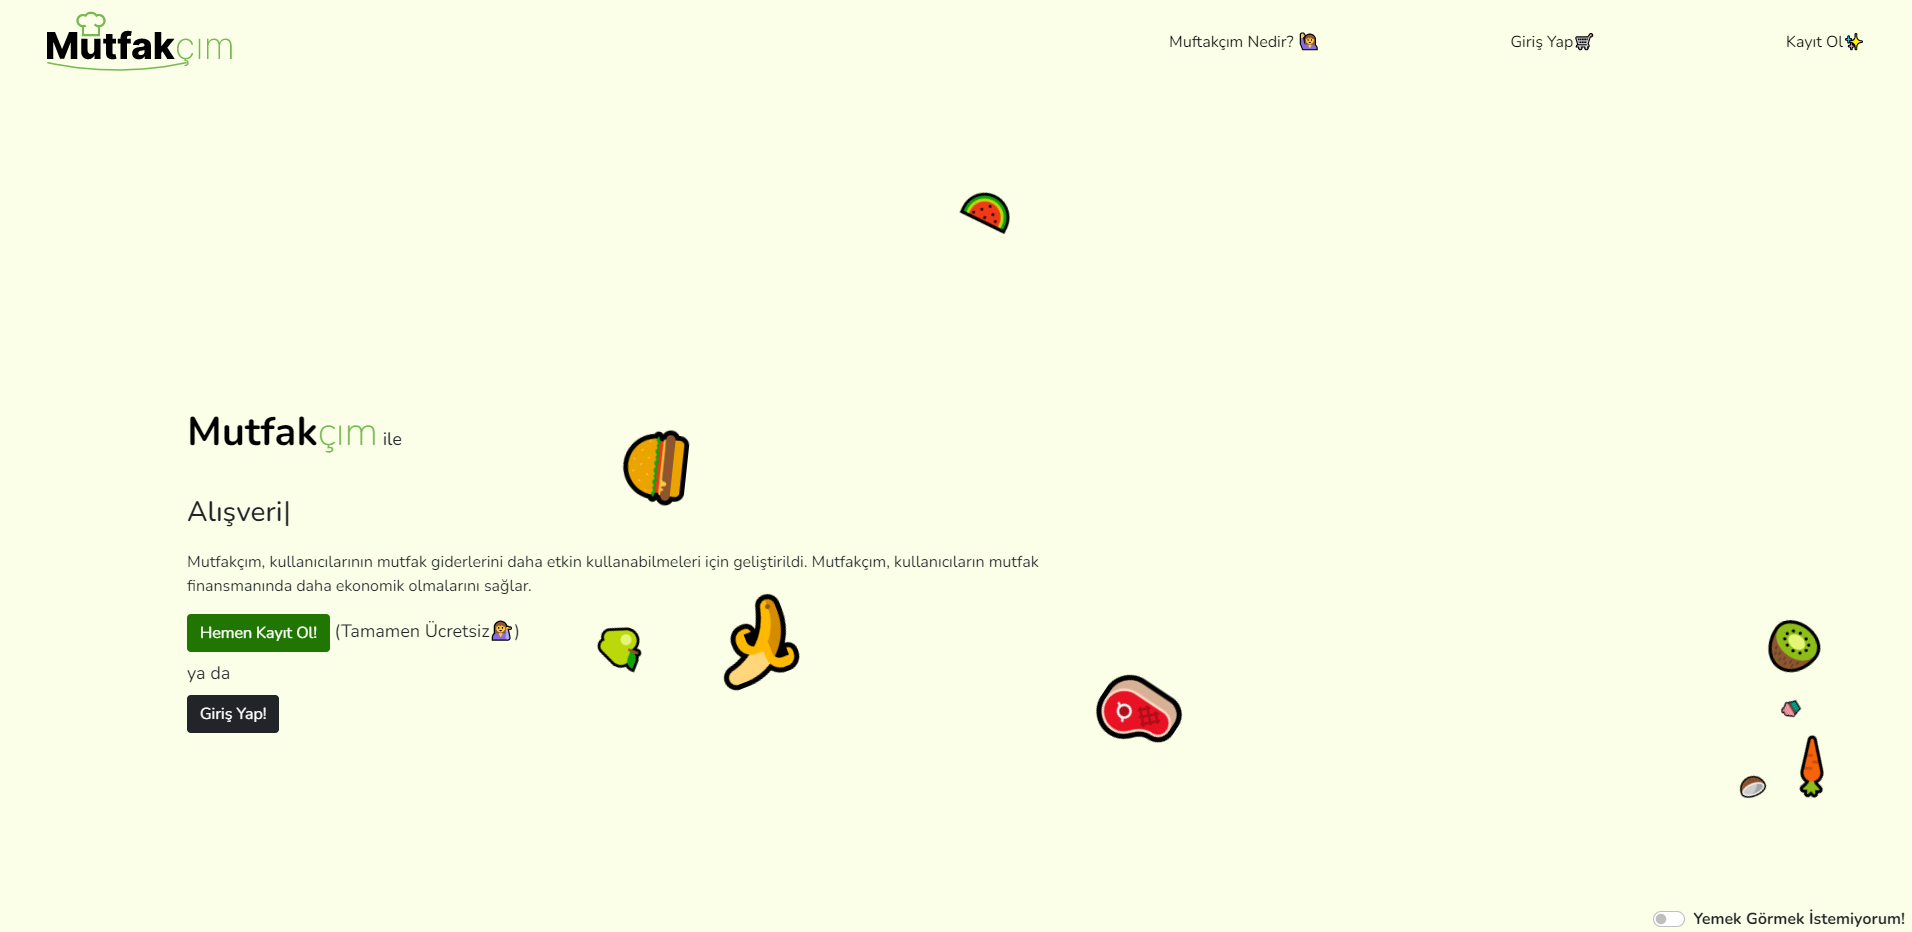 Mutfakçım
Muftakçım Nedir? 🙋
Giriş Yap🛒
Kayıt Ol✨
Mutfakçım ile
Alışveri|
Mutfakçım, kullanıcılarının mutfak giderlerini daha etkin kullanabilmeleri için geliştirildi. Mutfakçım, kullanıcıların mutfak
finansmanında daha ekonomik olmalarını sağlar.
Hemen Kayıt Ol! (Tamamen Ücretsiz💁)
ya da
Giriş Yap!
Yemek Görmek İstemiyorum!